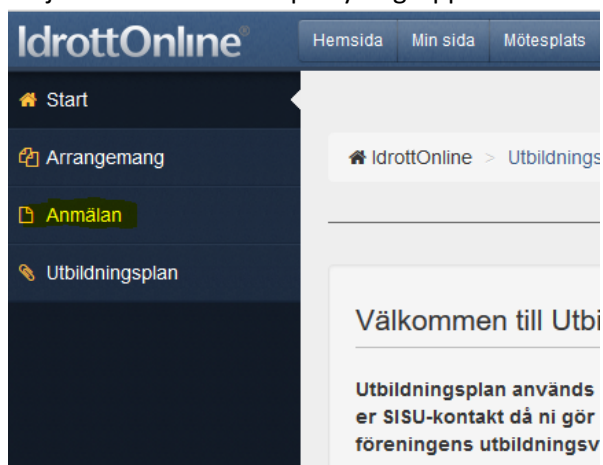 IdrottOnline®
Hemsida Min sida Mötesplats
Start
Arrangemang
IdrottOnline > Utbildnings
Anmälan
Utbildningsplan
Välkommen till Utbi
Utbildningsplan används
er SISU-kontakt då ni gör
föreningens utbildningsv